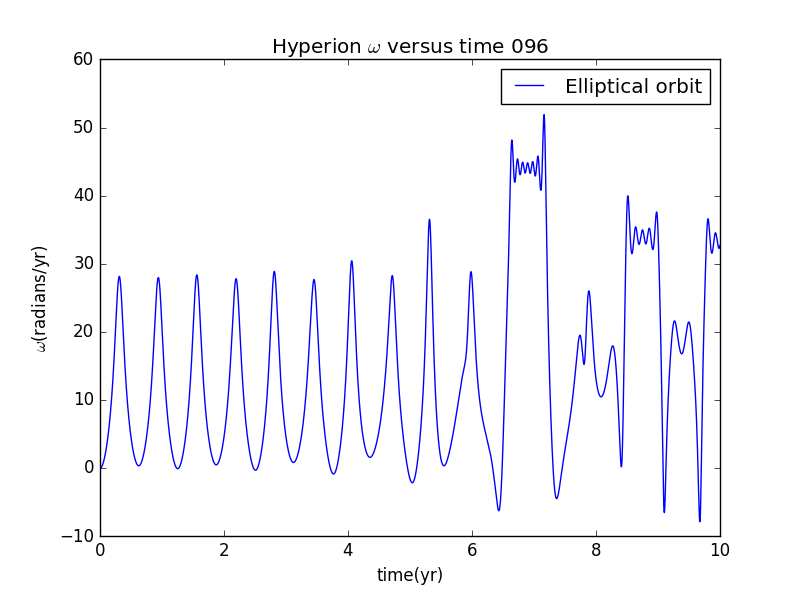 Hyperion ω versus time 096
Elliptical orbit
60
50
40
30
20
10
0
−10
ω(radians/yr)
0 2 4 6 8 10
time(yr)